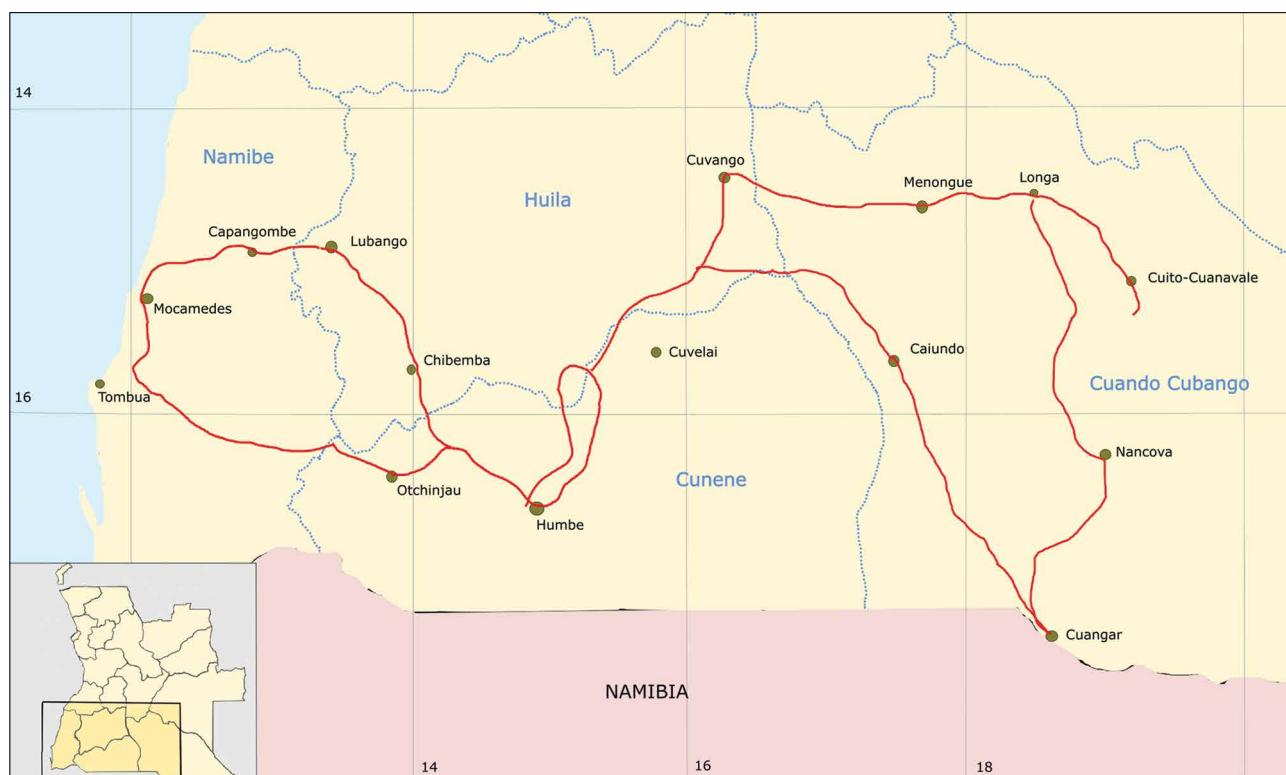 14
Namibe
Cuvango
Menongue
Longa
Huila
Capangombe
Lubango
Cuito-Cuanavale
Mocamedes
Cuvelai
Caiundo
Chibemba
Tombua
Cuando Cubango
16
Nancova
Cunene
Otchinjau
Humbe
Cuangar
NAMIBIA
14
16
18